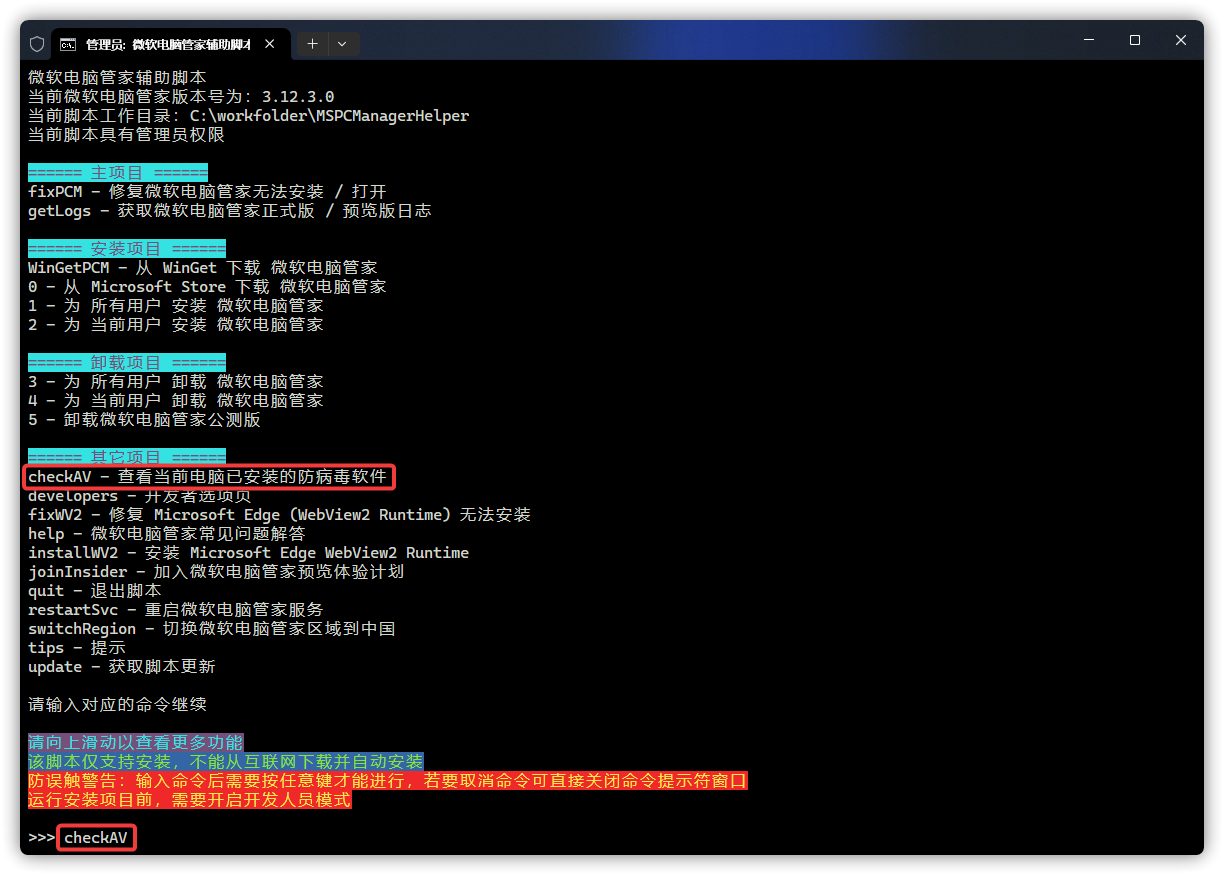 管理员: 微软电脑管家辅助脚本
微软电脑管家辅助脚本
当前微软电脑管家版本号为: 3.12.3.0
当前脚本工作目录: C:\workfolder\MSPCManagerHelper
当前脚本具有管理员权限
====== 主项目 ======
fixPCM - 修复微软电脑管家无法安装 / 打开
getLogs - 获取微软电脑管家正式版 / 预览版日志
====== 安装项目 ======
WinGetPCM - 从 WinGet 下载 微软电脑管家
0 - 从 Microsoft Store 下载 微软电脑管家
1 - 为 所有用户 安装 微软电脑管家
2 - 为 当前用户 安装 微软电脑管家
====== 卸载项目 ======
3 - 为 所有用户 卸载 微软电脑管家
4 - 为 当前用户 卸载 微软电脑管家
5 - 卸载微软电脑管家公测版
====== 其它项目 ======
checkAV - 查看当前电脑已安装的防病毒软件
developers - 开发者选项页
fixWV2 - 修复 Microsoft Edge (WebView2 Runtime) 无法安装
help - 微软电脑管家常见问题解答
installWV2 - 安装 Microsoft Edge WebView2 Runtime
joinInsider - 加入微软电脑管家预览体验计划
quit - 退出脚本
restartSvc - 重启微软电脑管家服务
switchRegion - 切换微软电脑管家区域到中国
tips - 提示
update - 获取脚本更新
请输入对应的命令继续
请向上滑动以查看更多功能
该脚本仅支持安装，不能从互联网下载并自动安装
防误触警告: 输入命令后需要按任意键才能进行，若要取消命令可直接关闭命令提示符窗口
运行安装项目前，需要开启开发人员模式
>>> checkAV